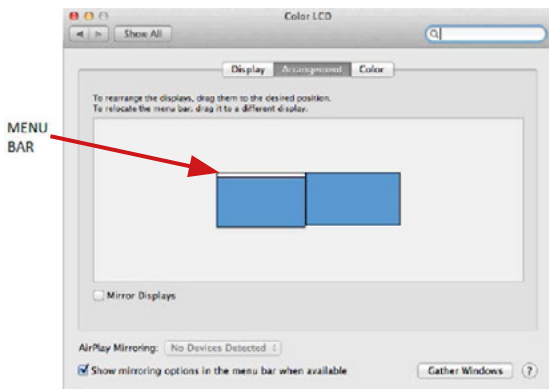 Color LCD
Show All
Display Arrangement Color
To rearrange the displays, drag them to the desired position.
To relocate the menu bar, drag it to a different display.
MENU
BAR
Mirror Displays
AirPlay Mirroring: No Devices Detected
Show mirroring options in the menu bar when available
Gather Windows ?